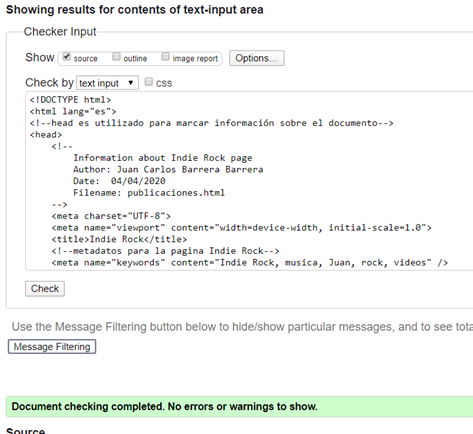 Showing results for contents of text-input area
Checker Input
Show source outline image report Options...
Check by text input css
<!DOCTYPE html>
<html lang="es">
<!--head es utilizado para marcar información sobre el documento-->
<head>
<!--
Information about Indie Rock page
Author: Juan Carlos Barrera Barrera
Date: 04/04/2020
Filename: publicaciones.html
-->
<meta charset="UTF-8">
<meta name="viewport" content="width=device-width, initial-scale=1.0">
<title>Indie Rock</title>
<!--metadatos para la pagina Indie Rock-->
<meta name="keywords" content="Indie Rock, musica, Juan, rock, videos" />
Check
Use the Message Filtering button below to hide/show particular messages, and to see tota
Message Filtering
Document checking completed. No errors or warnings to show.
Source